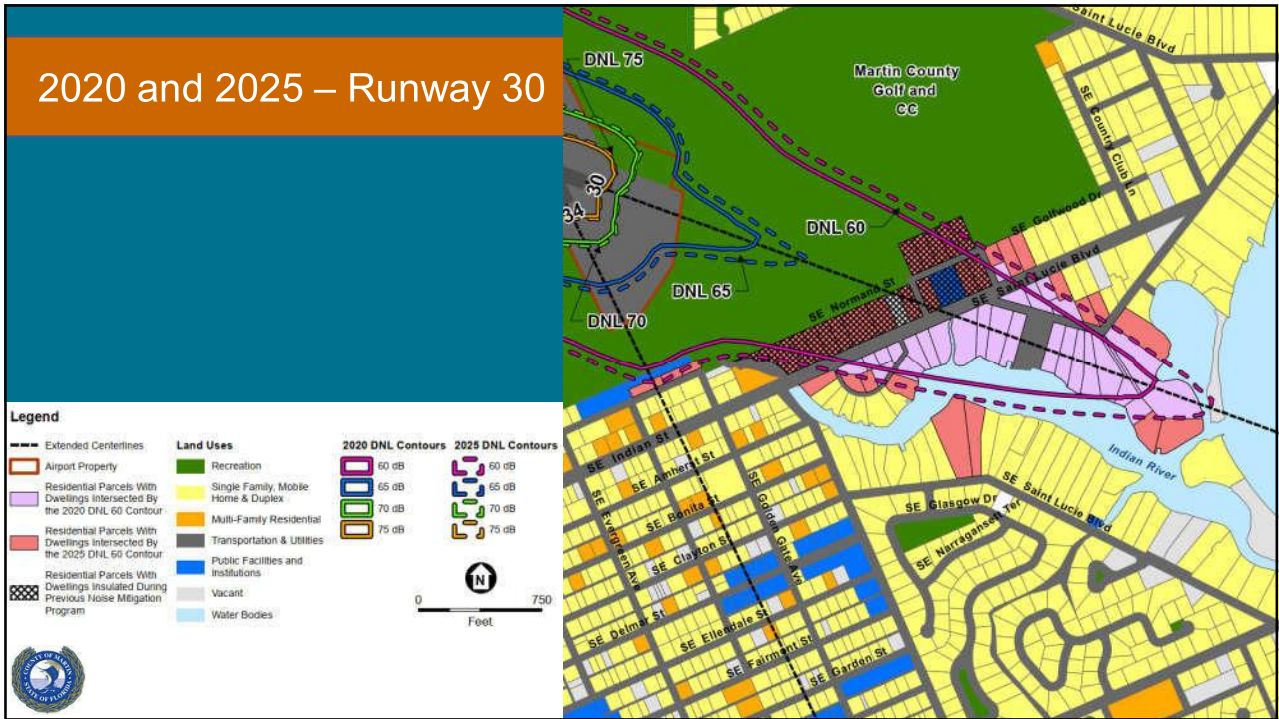 2020 and 2025 – Runway 30
Legend
Extended Centerlines
Airport Property
Residential Parcels With
Dwellings Intersected By
the 2020 DNL 60 Contour
Residential Parcels With
Dwellings Intersected By
the 2025 DNL 60 Contour
Residential Parcels With
Dwellings Insulated During
Previous Noise Mitigation
Program
Land Uses
Recreation
Single Family, Mobile
Home & Duplex
Multi-Family Residential
Transportation & Utilities
Public Facilities and
Institutions
Vacant
Water Bodies
2020 DNL Contours
60 dB
65 dB
70 dB
75 dB
2025 DNL Contours
60 dB
65 dB
70 dB
75 dB
N
0
750
Feet
COUNTY OF MARTIN
STATE OF FLORIDA
Saint Lucie Blvd
DNL 75
Martin County
Golf and
CC
SE Country Club Ln
30
34
DNL 60
SE Golfwood Dr
SE Saint Lucie Blvd
DNL 65
SE Normand St
DNL 70
SE Indian St
SE Amherst St
SE Bonita
SE Clayton St
SE Evergreen Ave
SE Golden Gate Ave
SE Delmar St
SE Ellendale St
SE Fairmont St
SE Garden St
Indian River
SE Glasgow Dr
SE Saint Lucie Blvd
SE Narragansett Ter